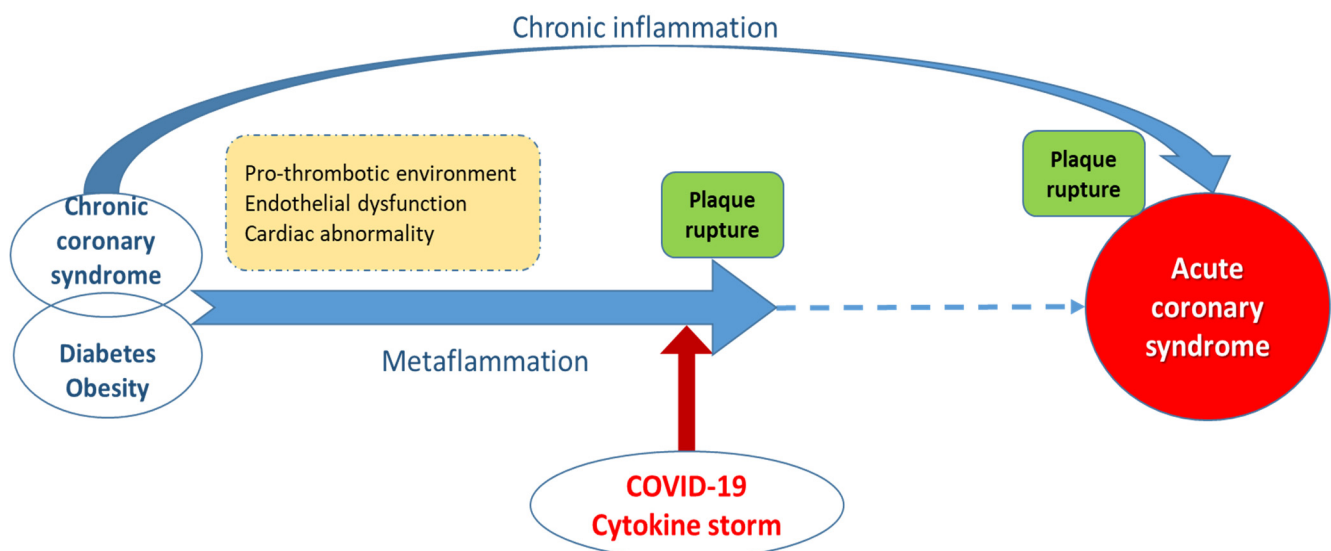 Chronic inflammation
Pro-thrombotic environment
Endothelial dysfunction
Cardiac abnormality
Plaque
rupture
Plaque
rupture
Chronic
coronary
syndrome
Diabetes
Obesity
Metaflammation
Acute
coronary
syndrome
COVID-19
Cytokine storm